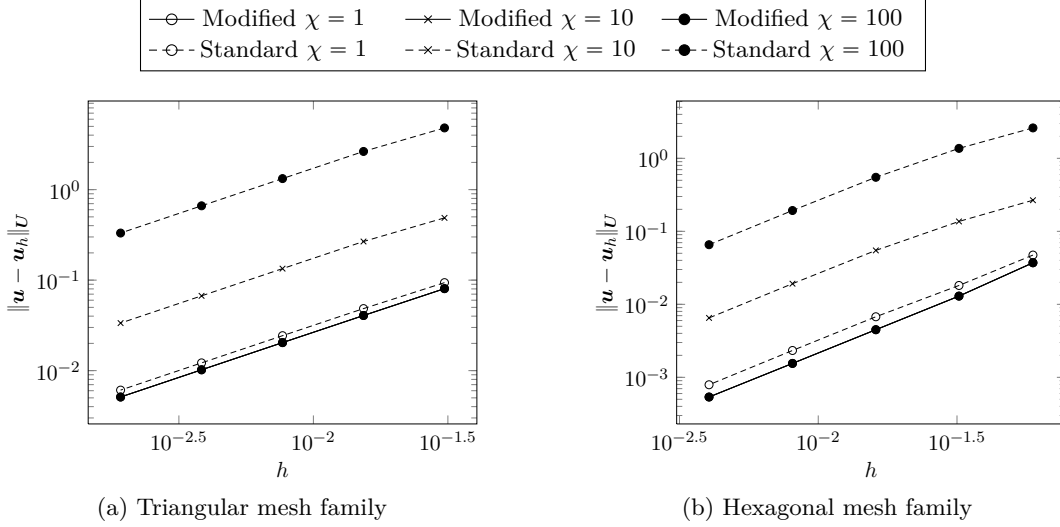 Modified χ = 1 Modified χ = 10 Modified χ = 100
Standard χ = 1 Standard χ = 10 Standard χ = 100
10^0
10^{-1}
10^{-2}
‖u − u_h‖_U
10^{-2.5} 10^{-2} 10^{-1.5}
h
(a) Triangular mesh family
10^0
10^{-1}
10^{-2}
10^{-3}
‖u − u_h‖_U
10^{-2.5} 10^{-2} 10^{-1.5}
h
(b) Hexagonal mesh family